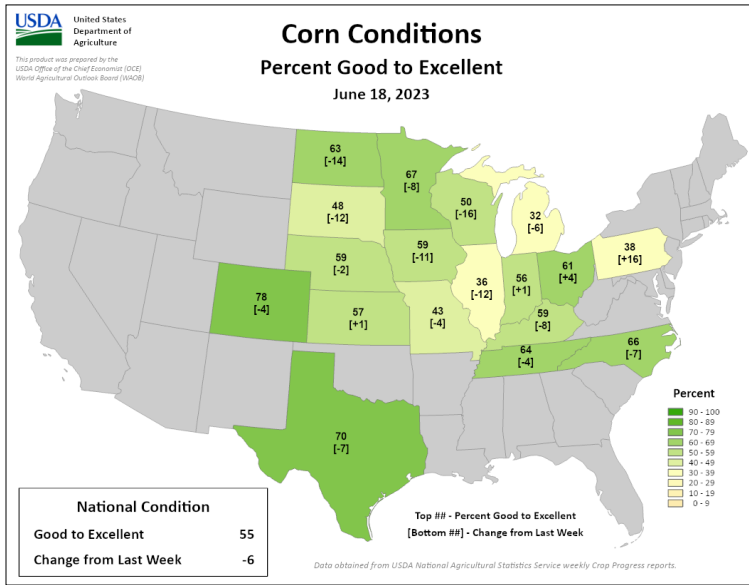 USDA
United States
Department of
Agriculture
This product was prepared by the
USDA Office of the Chief Economist (OCE)
World Agricultural Outlook Board (WAOB)
Corn Conditions
Percent Good to Excellent
June 18, 2023
63
[-14]
67
[-8]
48
[-12]
50
[-16]
32
[-6]
59
[-2]
59
[-11]
38
[+16]
78
[-4]
57
[+1]
43
[-4]
36
[-12]
56
[+1]
61
[+4]
59
[-8]
64
[-4]
66
[-7]
70
[-7]
Percent
90 - 100
80 - 89
70 - 79
60 - 69
50 - 59
40 - 49
30 - 39
20 - 29
10 - 19
0 - 9
National Condition
Good to Excellent 55
Change from Last Week -6
Top ## - Percent Good to Excellent
[Bottom ##] - Change from Last Week
Data obtained from USDA National Agricultural Statistics Service weekly Crop Progress reports.